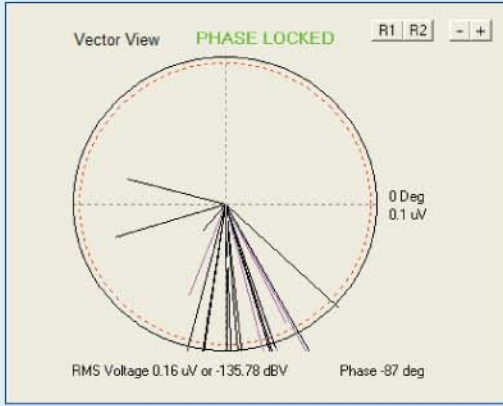 Vector View PHASE LOCKED R1 R2 - +
0 Deg
0.1 uV
RMS Voltage 0.16 uV or -135.78 dBV Phase -87 deg